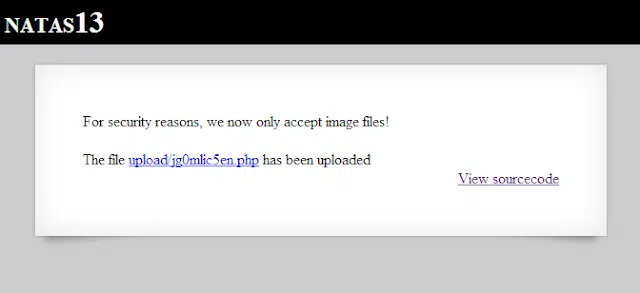 NATAS13
For security reasons, we now only accept image files!
The file upload/jg0mlic5en.php has been uploaded
View sourcecode